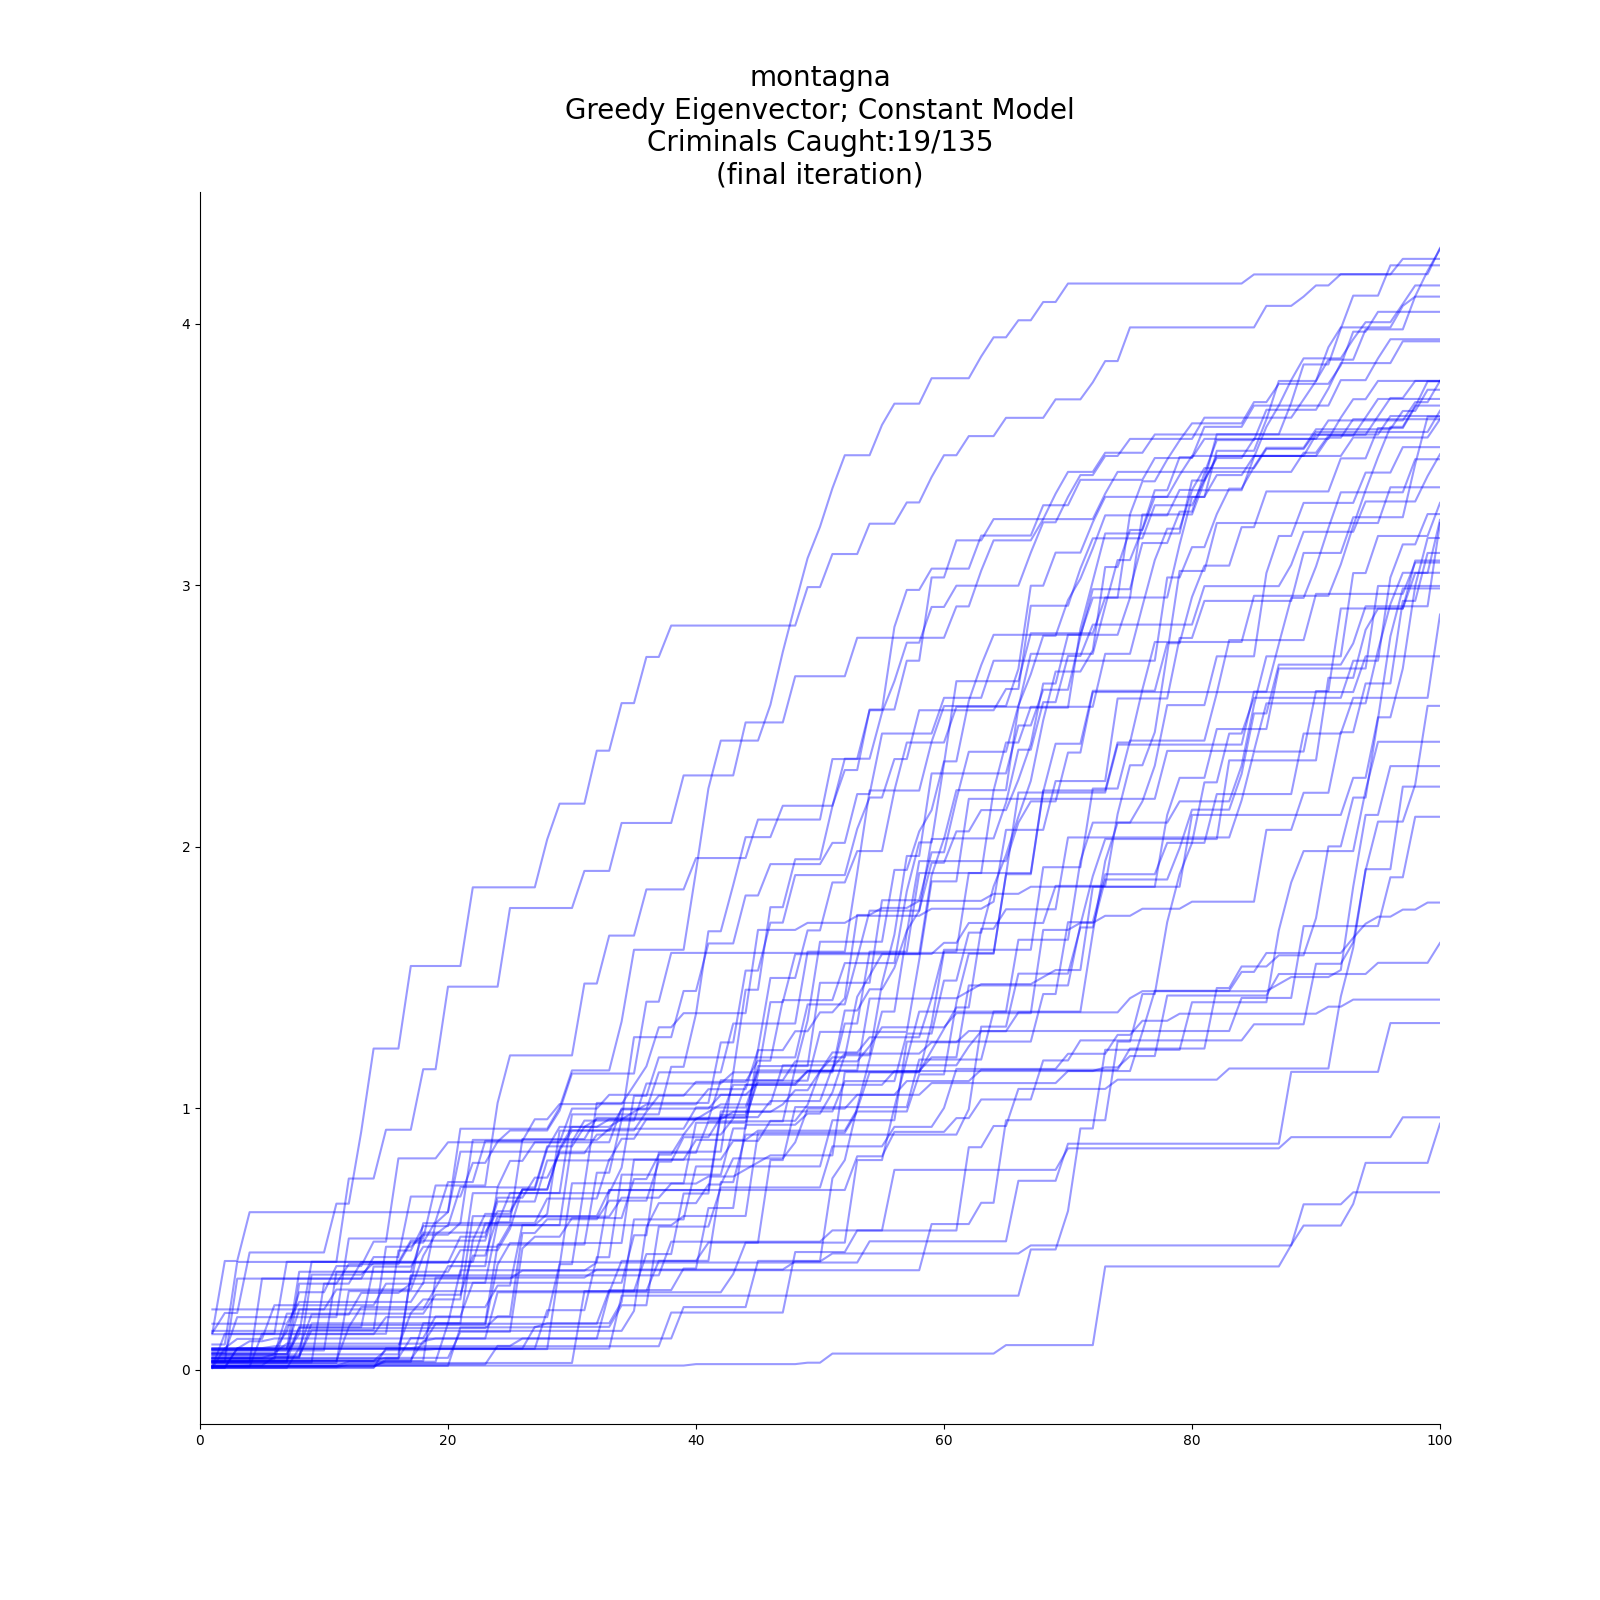 montagna
Greedy Eigenvector; Constant Model
Criminals Caught:19/135
(final iteration)
4
3
2
1
0
0 20 40 60 80 100